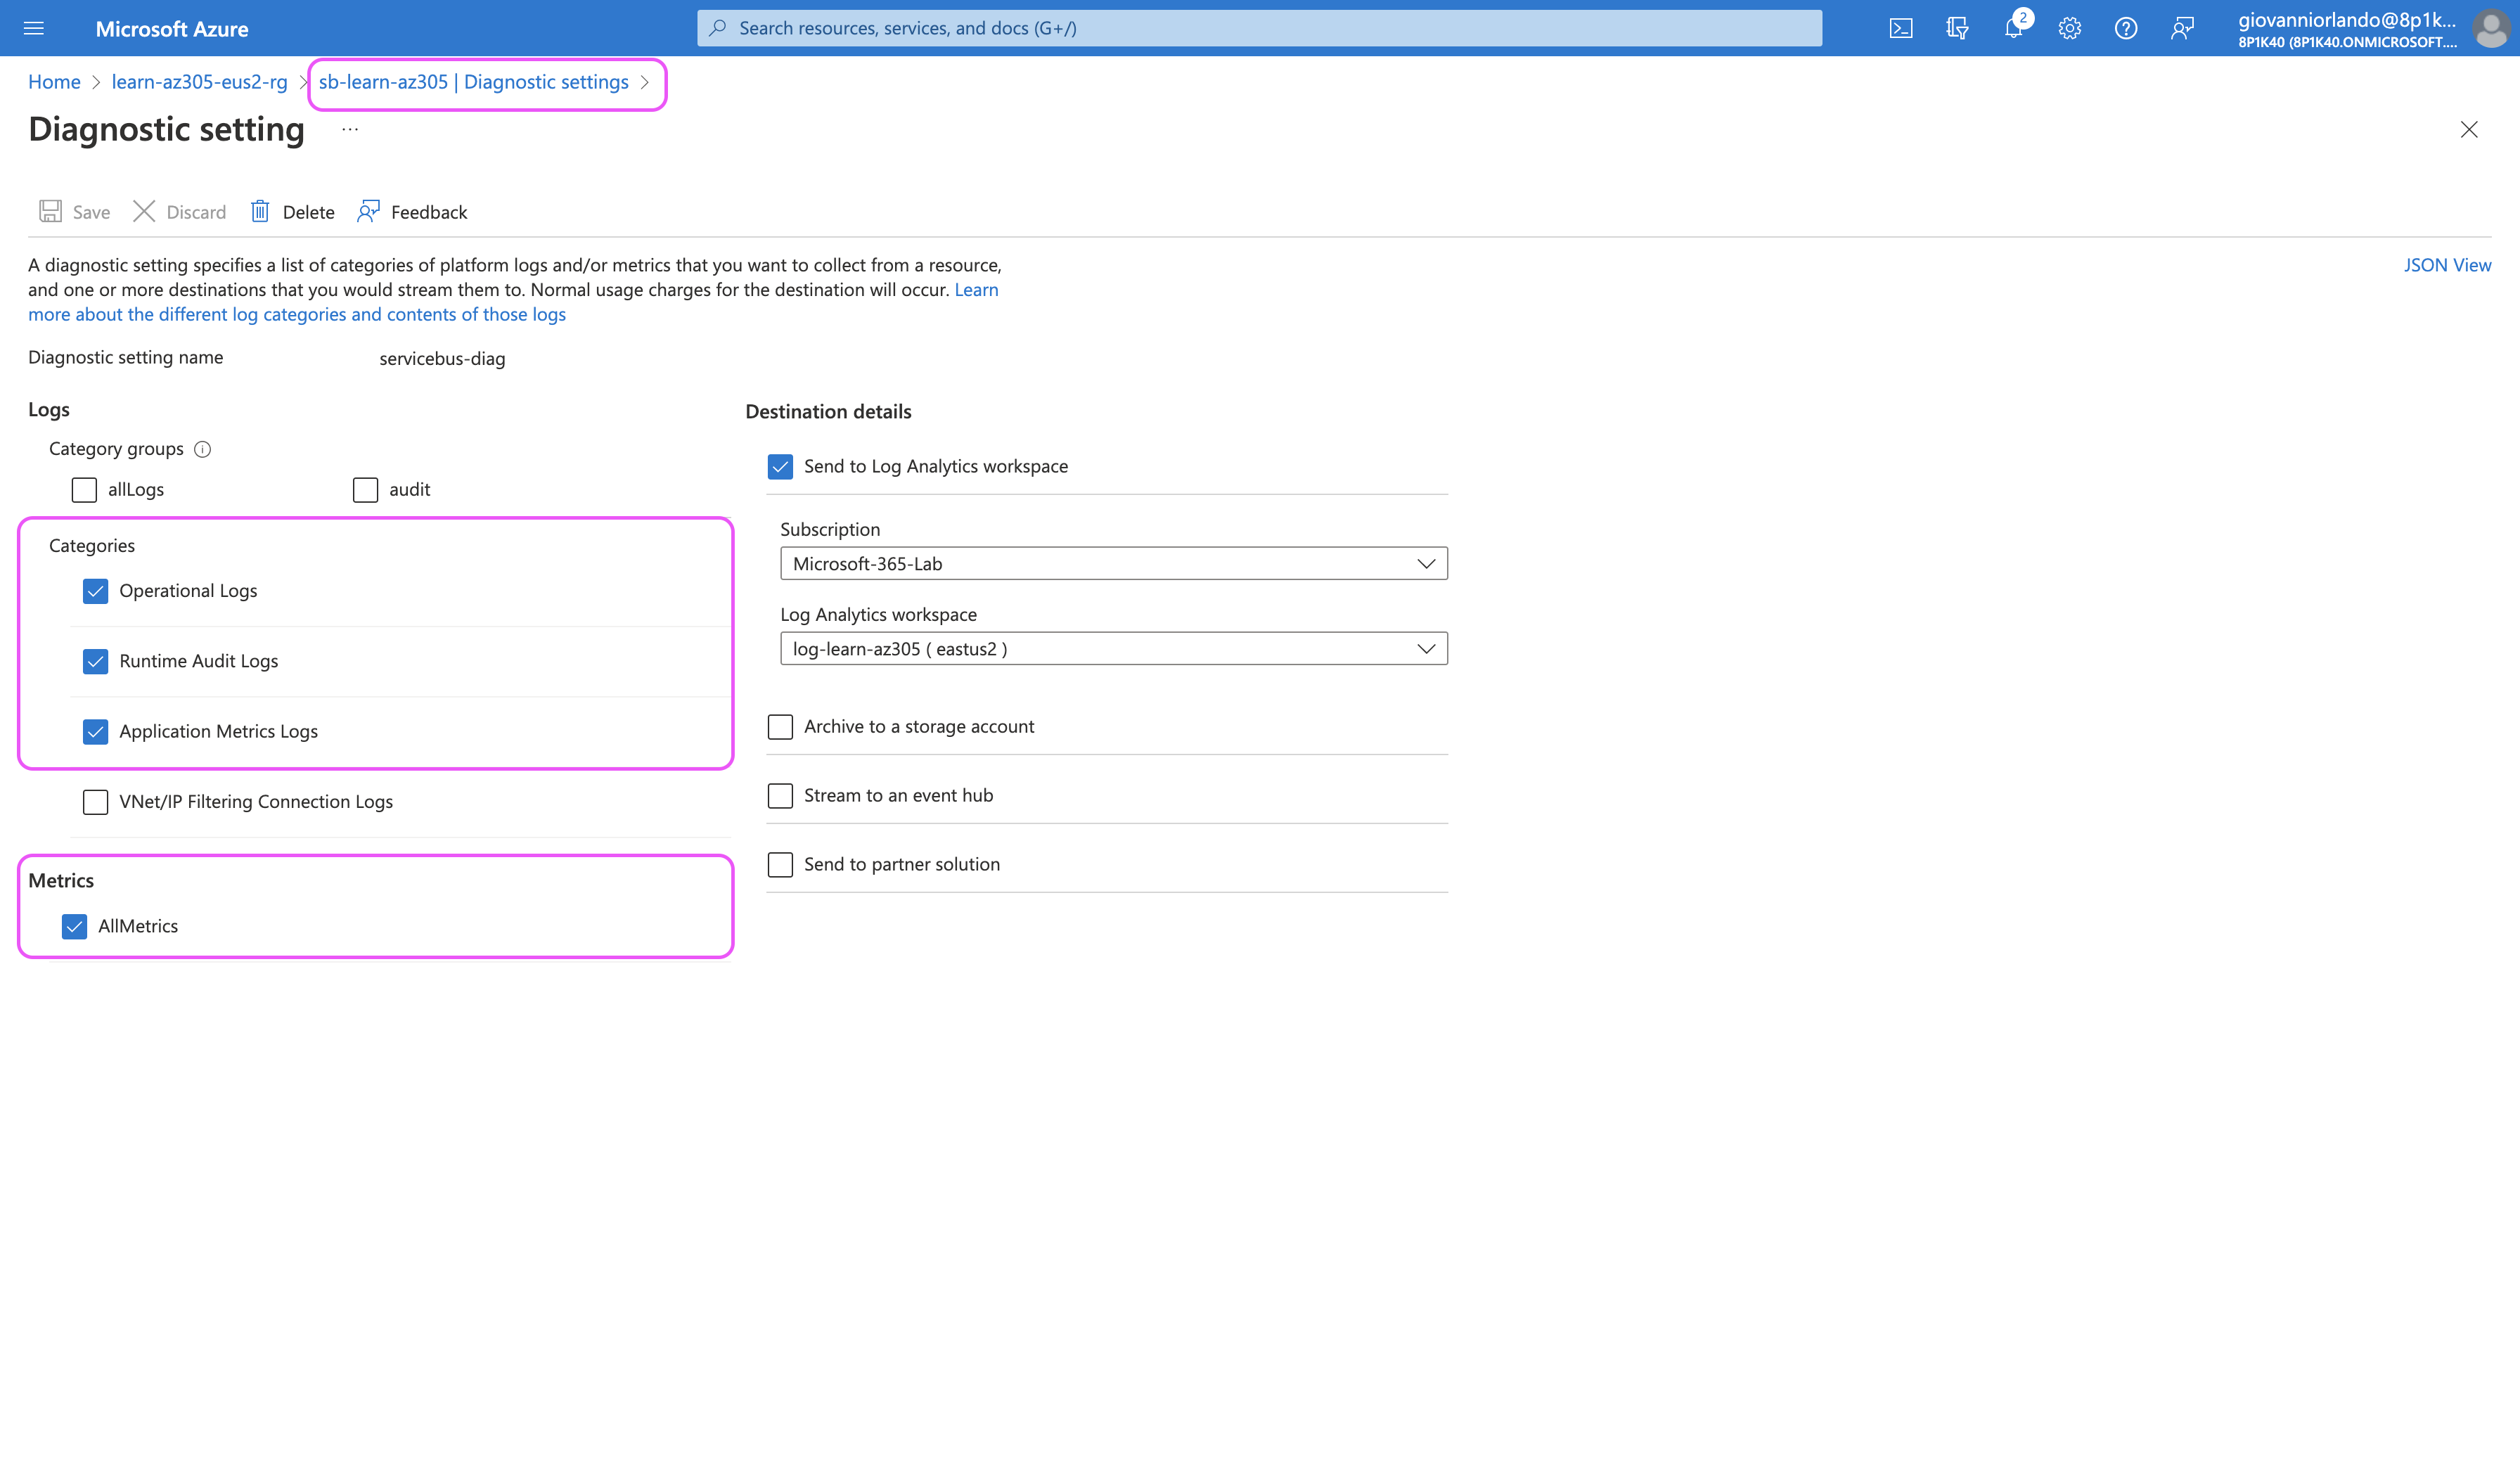 Microsoft Azure
Search resources, services, and docs (G+/)
2
giovanniorlando@8p1k...
8P1K40 (8P1K40.ONMICROSOFT....
Home > learn-az305-eus2-rg > sb-learn-az305 | Diagnostic settings >
Diagnostic setting ...
Save Discard Delete Feedback
A diagnostic setting specifies a list of categories of platform logs and/or metrics that you want to collect from a resource,
and one or more destinations that you would stream them to. Normal usage charges for the destination will occur. Learn
more about the different log categories and contents of those logs
JSON View
Diagnostic setting name servicebus-diag
Logs
Category groups
allLogs audit
Categories
Operational Logs
Runtime Audit Logs
Application Metrics Logs
VNet/IP Filtering Connection Logs
Metrics
AllMetrics
Destination details
Send to Log Analytics workspace
Subscription
Microsoft-365-Lab
Log Analytics workspace
log-learn-az305 ( eastus2 )
Archive to a storage account
Stream to an event hub
Send to partner solution